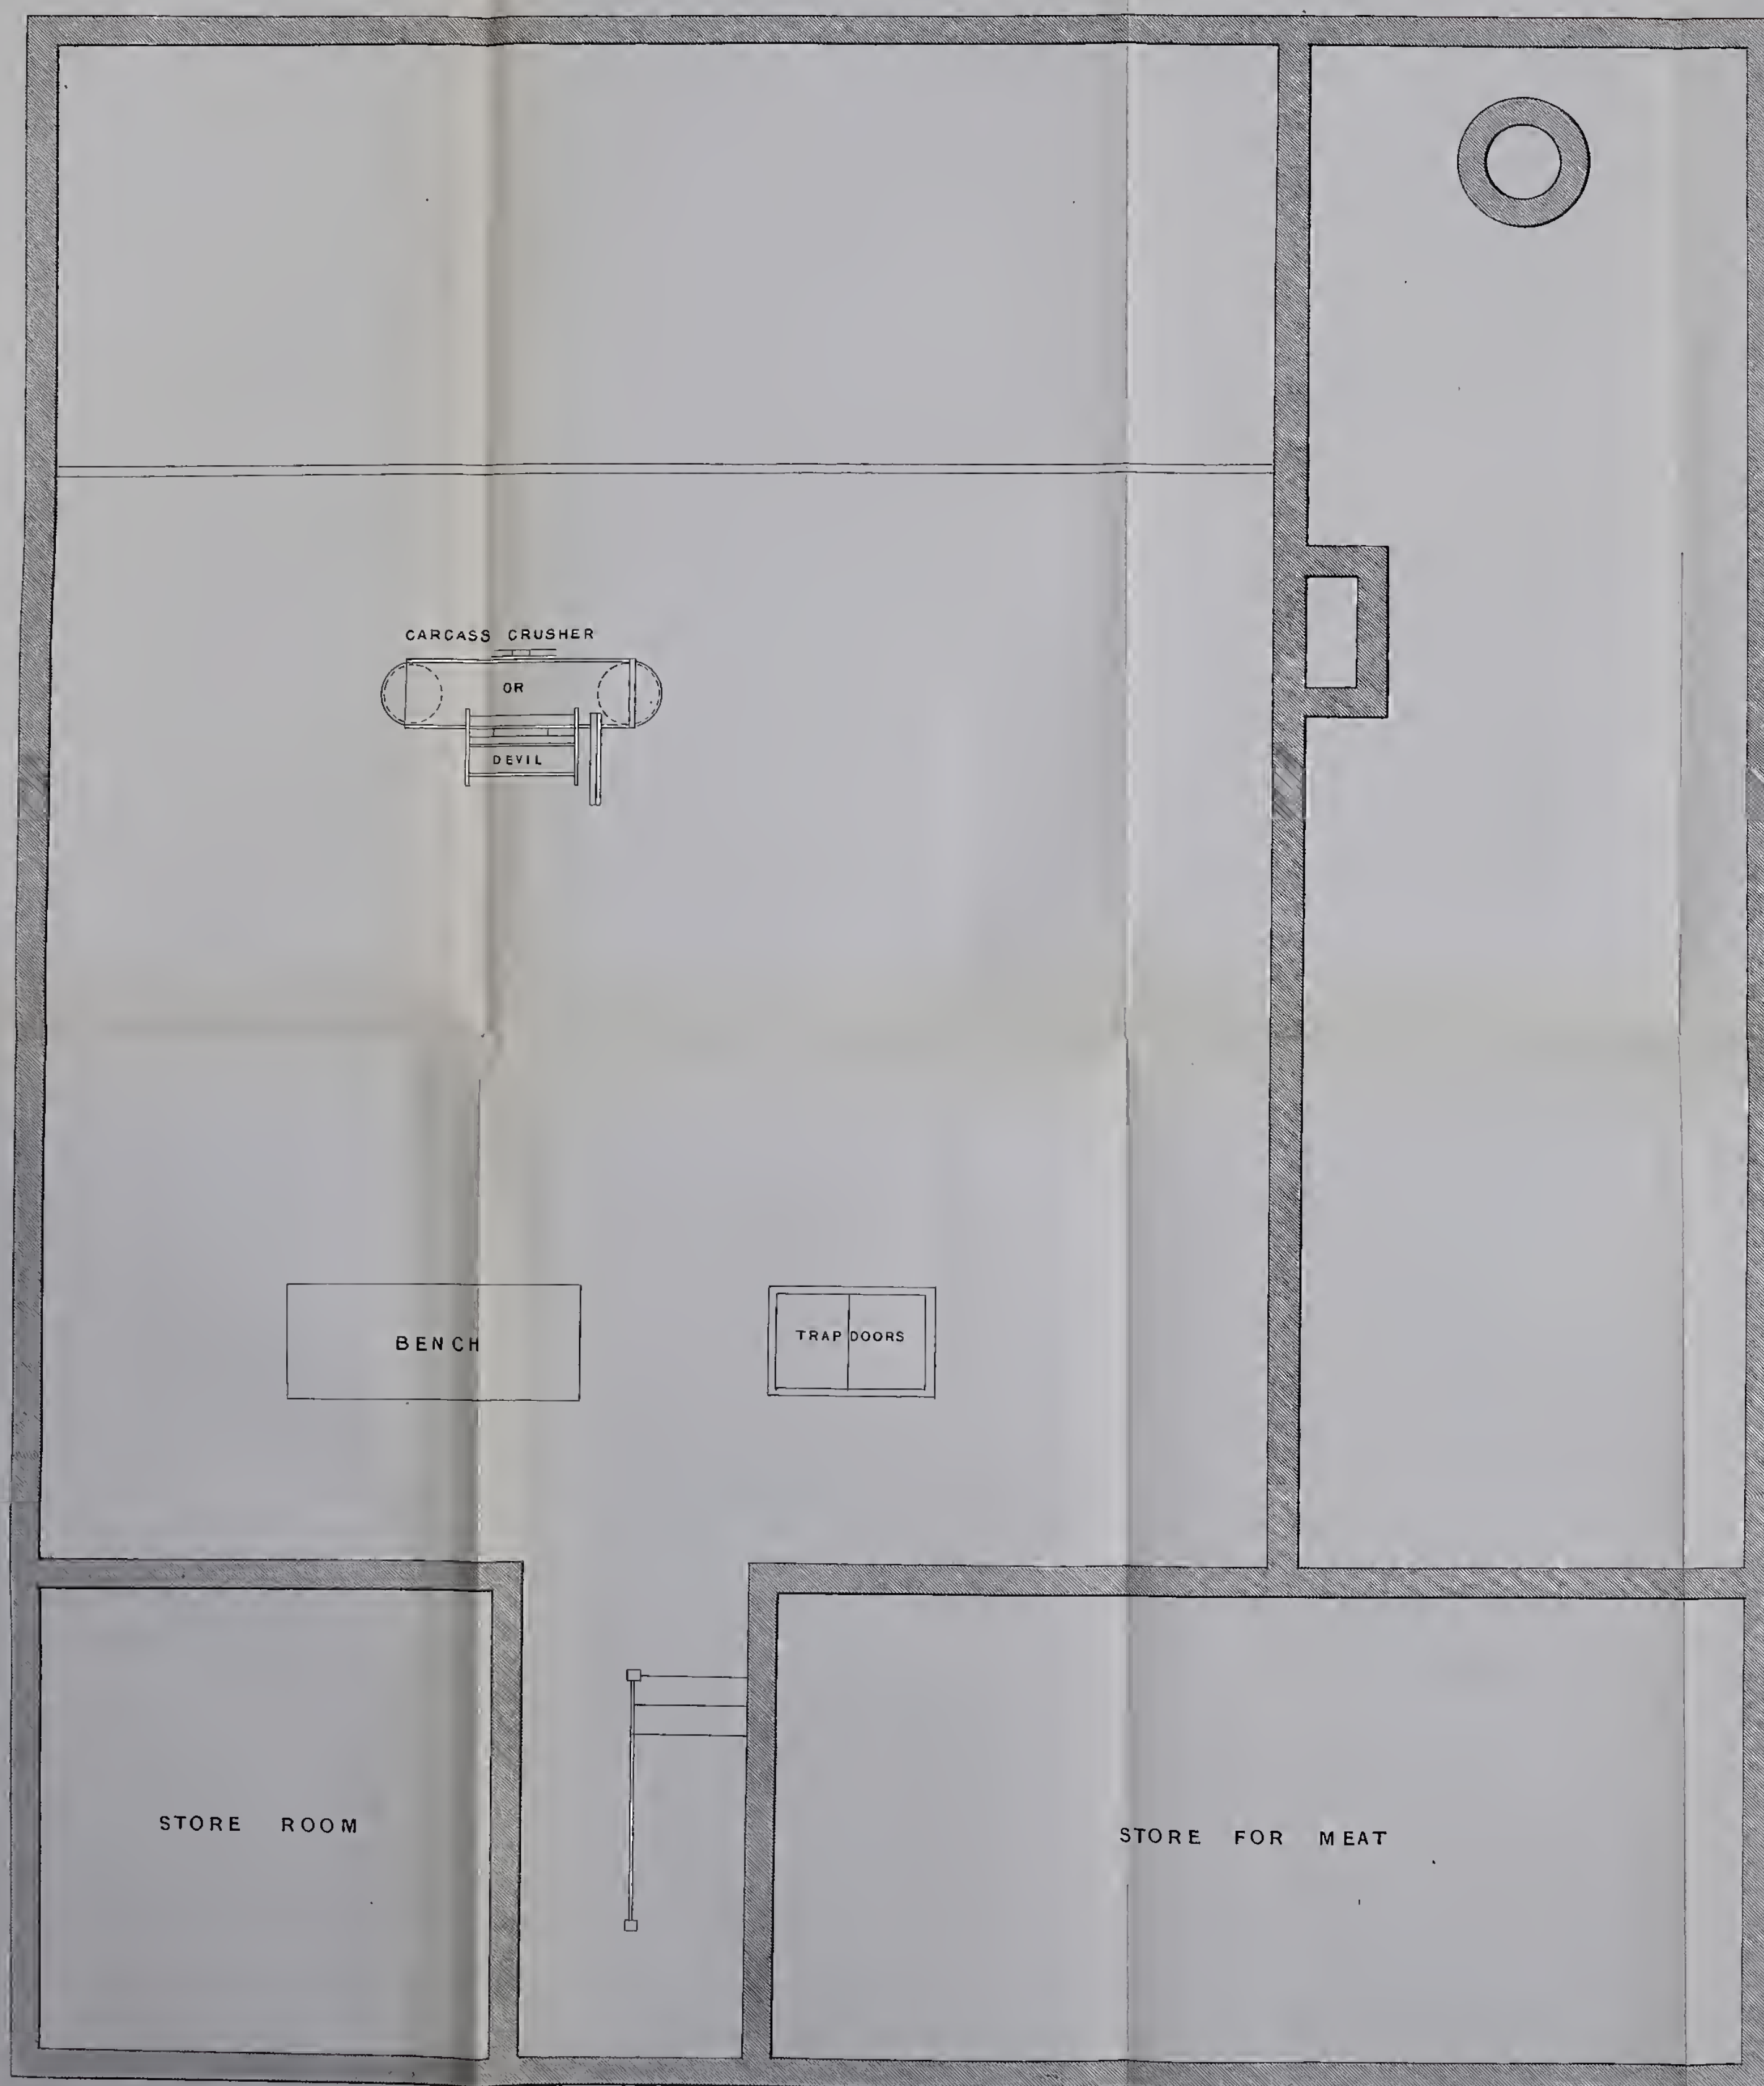 CARCASS CRUSHER
OR
DEVIL
BENCH
TRAP DOORS
STORE ROOM
STORE FOR MEAT